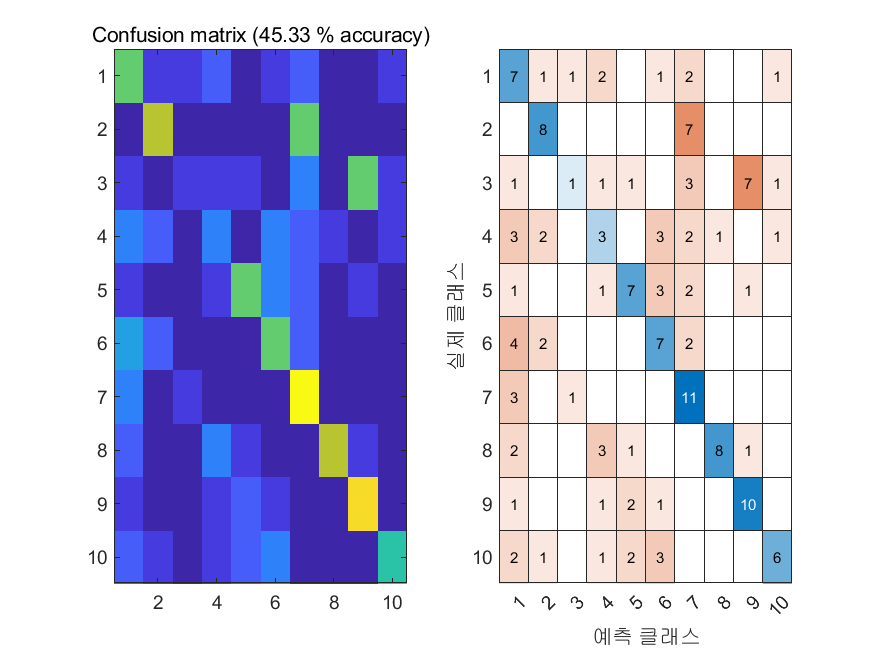 Confusion matrix (45.33 % accuracy)
1
2
3
4
5
6
7
8
9
10
2 4 6 8 10
실제 클래스
1 7 1 1 2 1 2 1
2 8 7
3 1 1 1 1 3 7 1
4 3 2 3 3 2 1 1
5 1 1 7 3 2 1
6 4 2 7 2
7 3 1 11
8 2 3 1 8 1
9 1 1 2 1 10
10 2 1 1 2 3 6
1 2 3 4 5 6 7 8 9 10
예측 클래스